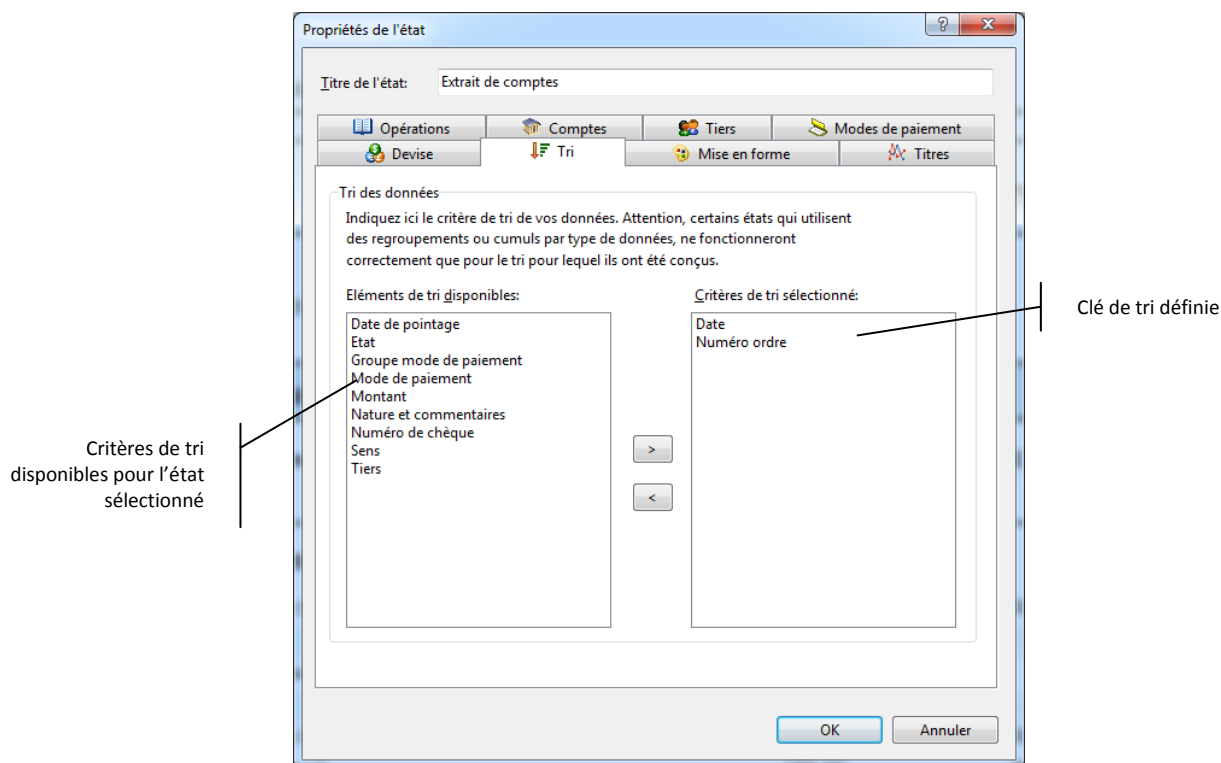 Propriétés de l'état
Titre de l'état: Extrait de comptes
Opérations Comptes Tiers Modes de paiement
Devise Tri Mise en forme Titres
Tri des données
Indiquez ici le critère de tri de vos données. Attention, certains états qui utilisent
des regroupements ou cumuls par type de données, ne fonctionneront
correctement que pour le tri pour lequel ils ont été conçus.
Eléments de tri disponibles:
Date de pointage
Etat
Groupe mode de paiement
Mode de paiement
Montant
Nature et commentaires
Numéro de chèque
Sens
Tiers
>
<
Critères de tri sélectionné:
Date
Numéro ordre
Clé de tri définie
Critères de tri
disponibles pour l'état
sélectionné
OK Annuler